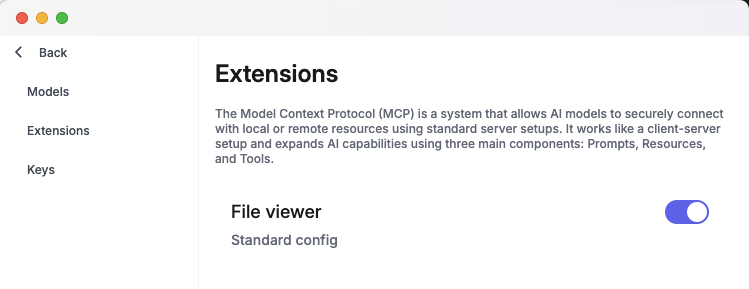 Back
Models
Extensions
Keys
Extensions
The Model Context Protocol (MCP) is a system that allows AI models to securely connect
with local or remote resources using standard server setups. It works like a client-server
setup and expands AI capabilities using three main components: Prompts, Resources,
and Tools.
File viewer
Standard config